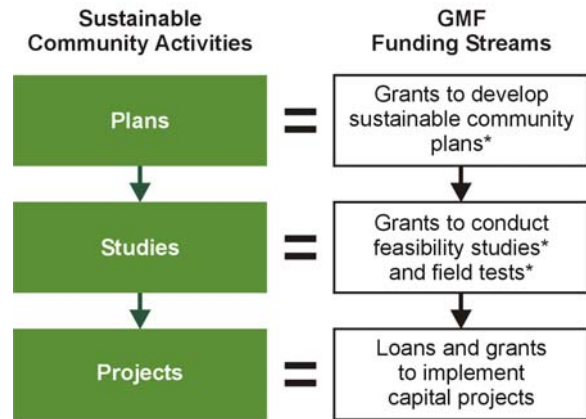 Sustainable
Community Activities
GMF
Funding Streams
Plans
=
Grants to develop
sustainable community
plans*
Studies
=
Grants to conduct
feasibility studies*
and field tests*
Projects
=
Loans and grants
to implement
capital projects